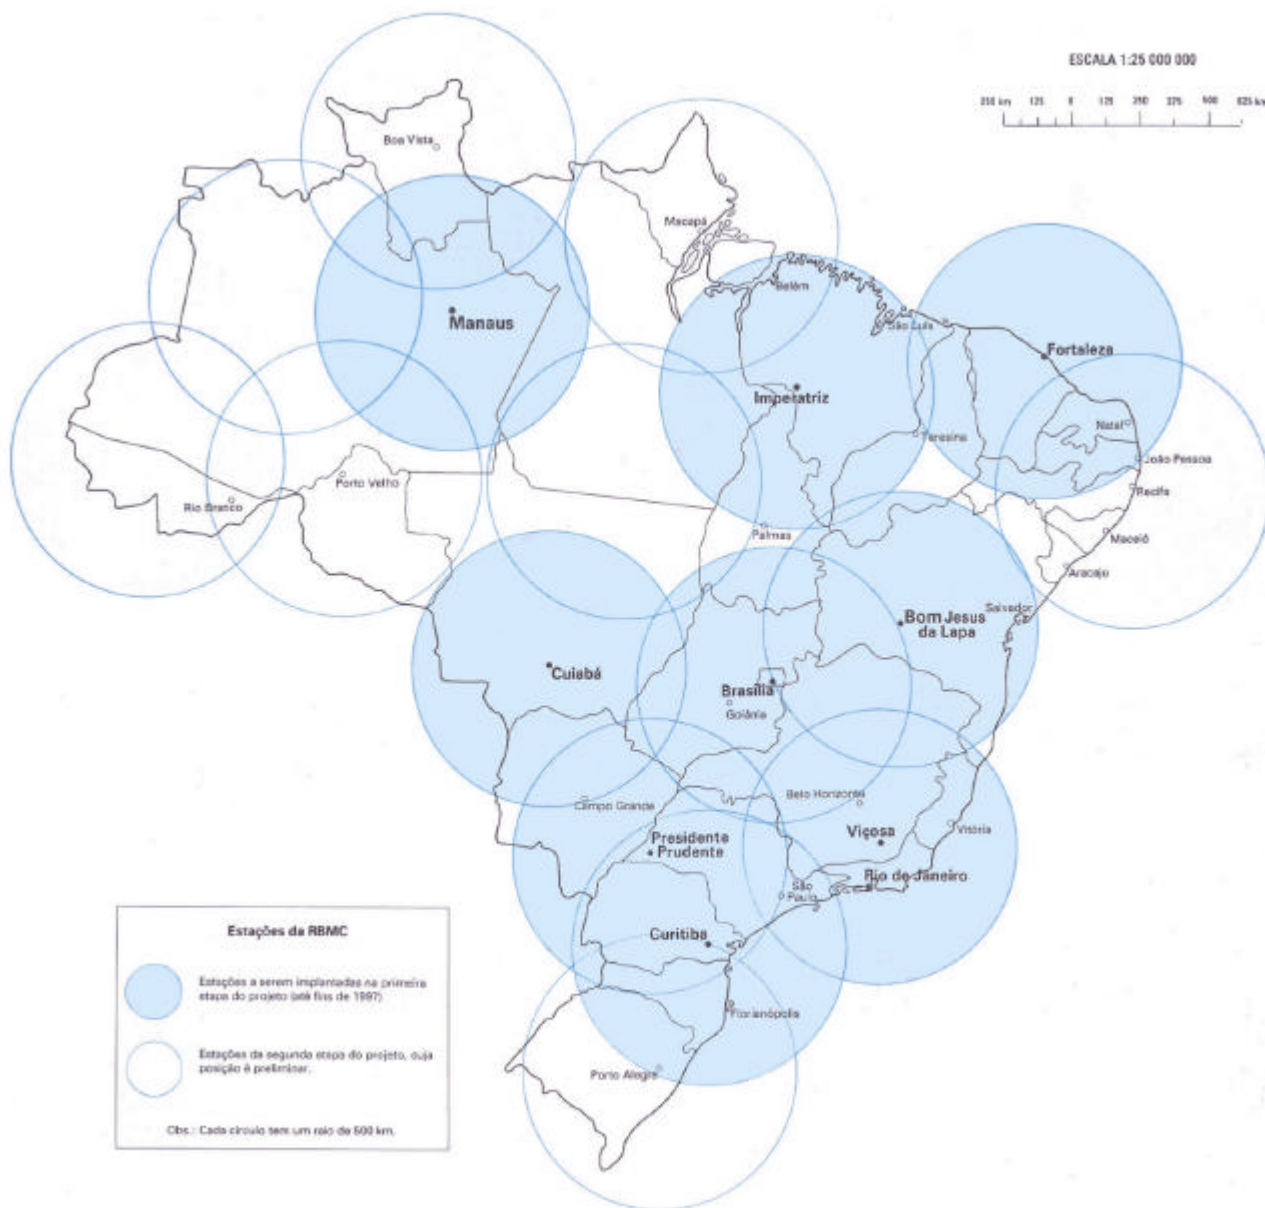 ESCALA 1:25 000 000
250 km 125 0 125 250 375 500 625 km
Boa Vista
Macapá
Belém
Manaus
São Luís
Fortaleza
Imperatriz
Natal
Teresina
João Pessoa
Porto Velho
Recife
Rio Branco
Palmas
Maceió
Aracaju
Salvador
Bom Jesus
da Lapa
Cuiabá
Brasília
Goiânia
Belo Horizonte
Campo Grande
Vitória
Viçosa
Presidente
Prudente
Rio de Janeiro
São
Paulo
Curitiba
Florianópolis
Porto Alegre
Estações da RBMC
Estações a serem implantadas na primeira
etapa do projeto (até fins de 1997)
Estações da segunda etapa do projeto, cuja
posição é preliminar.
Obs.: Cada círculo tem um raio de 500 km.